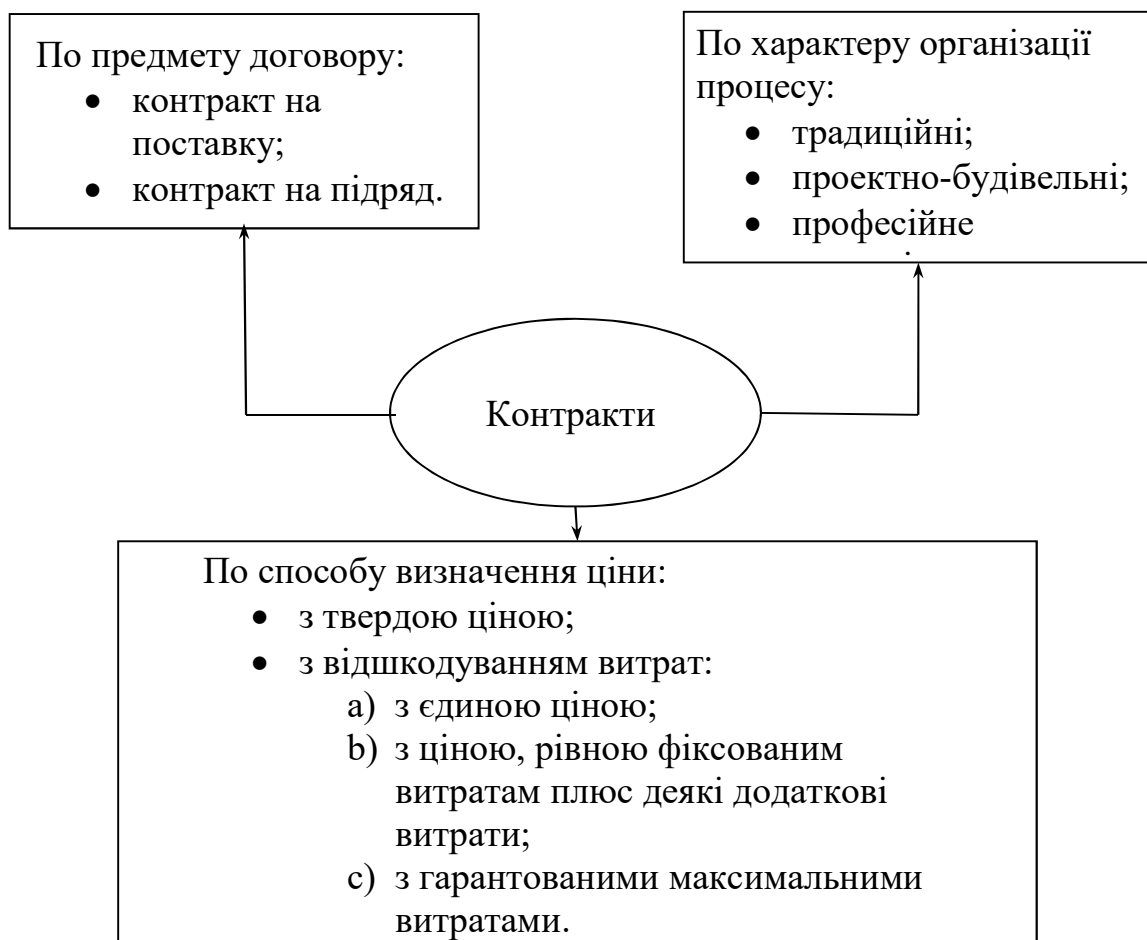 По предмету договору:
• контракт на
поставку;
• контракт на підряд.
По характеру організації
процесу:
• традиційні;
• проектно-будівельні;
• професійне
Контракти
По способу визначення ціни:
• з твердою ціною;
• з відшкодуванням витрат:
a) з єдиною ціною;
b) з ціною, рівною фіксованим
витратам плюс деякі додаткові
витрати;
c) з гарантованими максимальними
витратами.